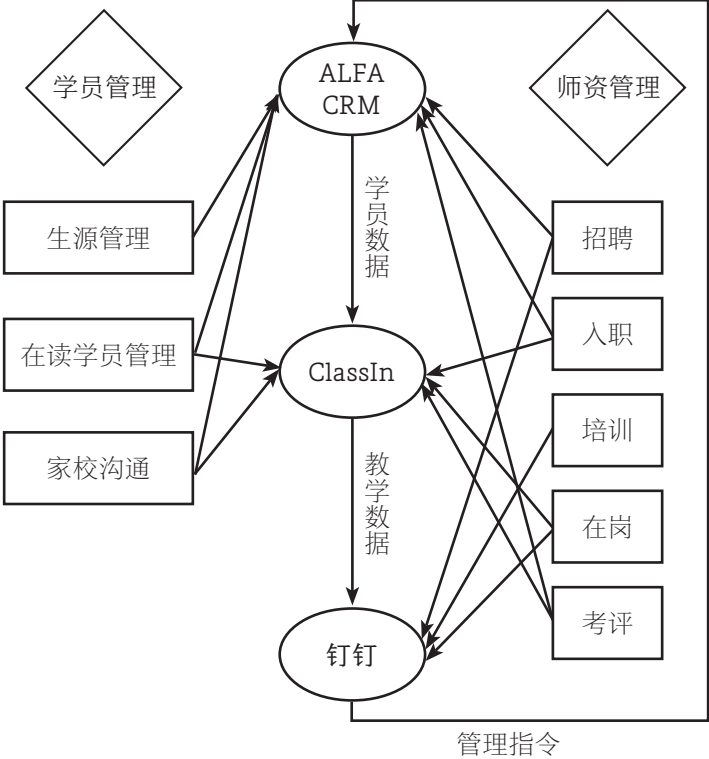 学员管理
ALFA
CRM
师资管理
生源管理
学员数据
招聘
在读学员管理
入职
ClassIn
家校沟通
培训
教学数据
在岗
考评
钉钉
管理指令